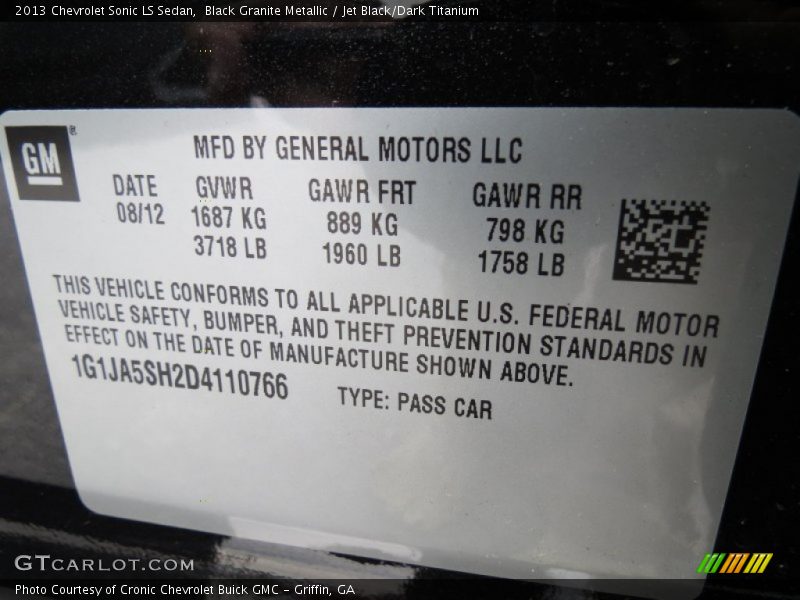 2013 Chevrolet Sonic LS Sedan, Black Granite Metallic / Jet Black/Dark Titanium
GM®
MFD BY GENERAL MOTORS LLC
DATE GVWR GAWR FRT GAWR RR
08/12 1687 KG 889 KG 798 KG
3718 LB 1960 LB 1758 LB
THIS VEHICLE CONFORMS TO ALL APPLICABLE U.S. FEDERAL MOTOR
VEHICLE SAFETY, BUMPER, AND THEFT PREVENTION STANDARDS IN
EFFECT ON THE DATE OF MANUFACTURE SHOWN ABOVE.
1G1JA5SH2D4110766 TYPE: PASS CAR
GTCARLOT.COM
Photo Courtesy of Cronic Chevrolet Buick GMC – Griffin, GA